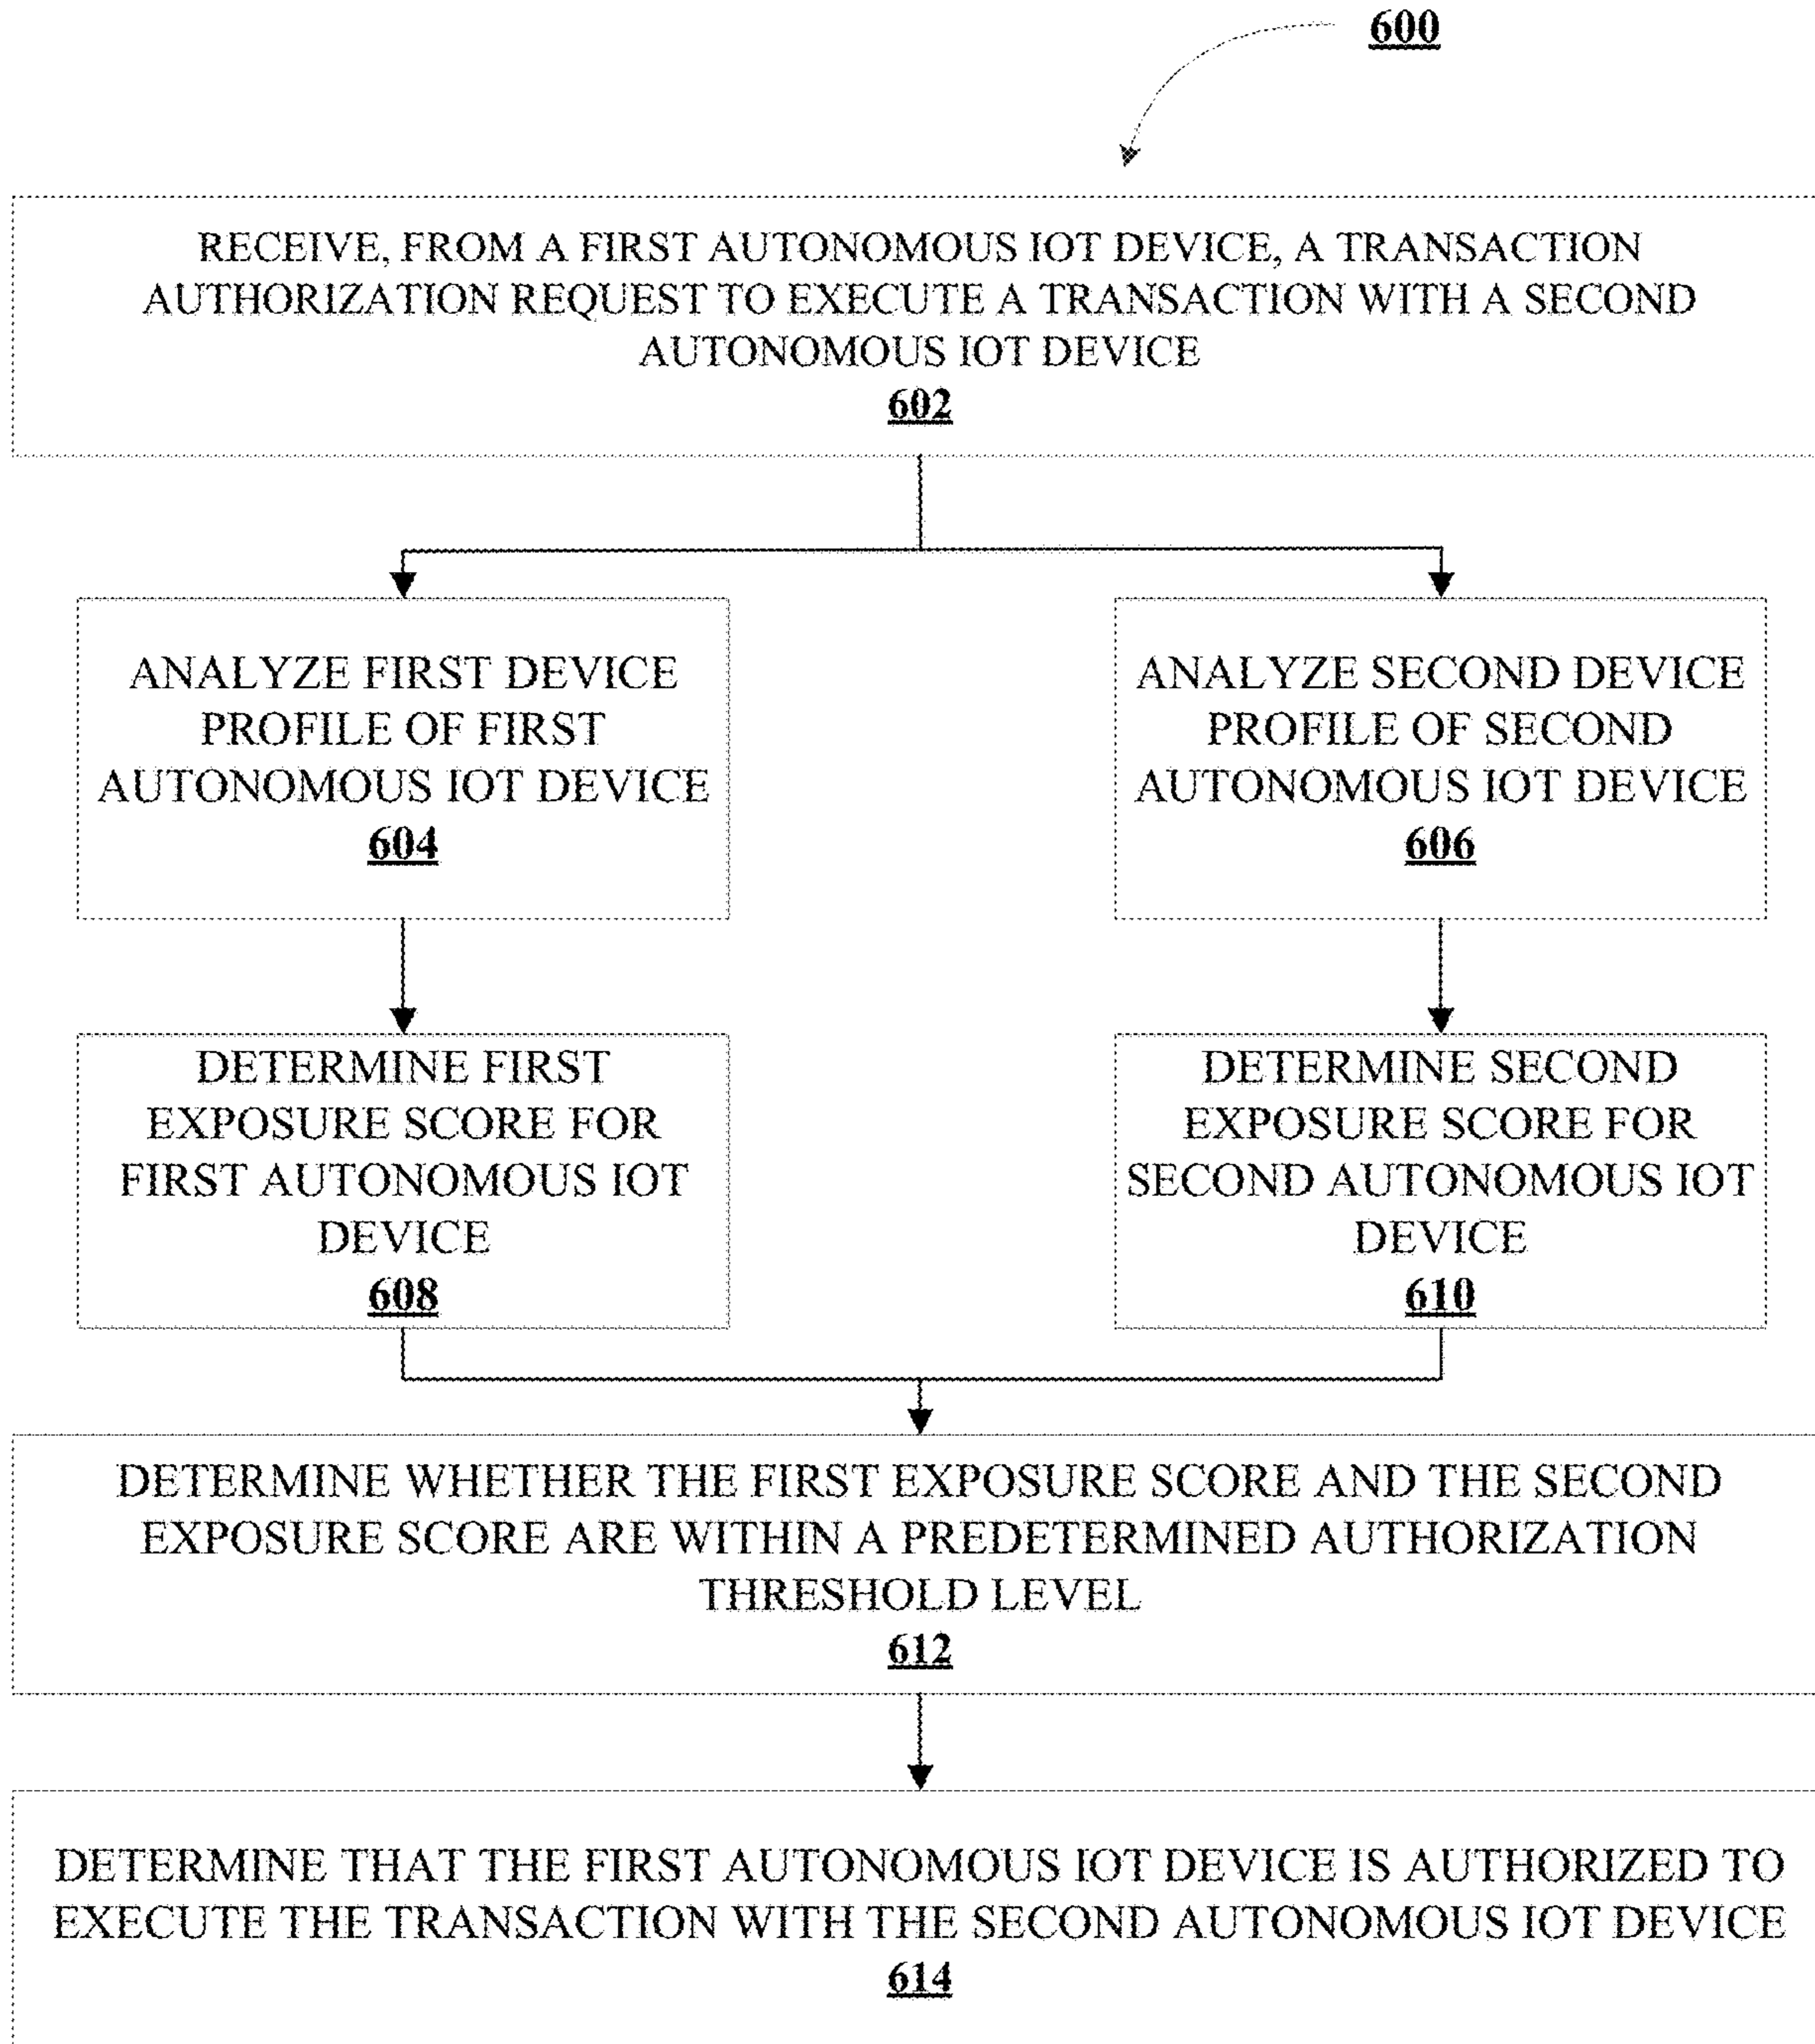 600
RECEIVE, FROM A FIRST AUTONOMOUS IOT DEVICE, A TRANSACTION
AUTHORIZATION REQUEST TO EXECUTE A TRANSACTION WITH A SECOND
AUTONOMOUS IOT DEVICE
602
ANALYZE FIRST DEVICE
PROFILE OF FIRST
AUTONOMOUS IOT DEVICE
604
ANALYZE SECOND DEVICE
PROFILE OF SECOND
AUTONOMOUS IOT DEVICE
606
DETERMINE FIRST
EXPOSURE SCORE FOR
FIRST AUTONOMOUS IOT
DEVICE
608
DETERMINE SECOND
EXPOSURE SCORE FOR
SECOND AUTONOMOUS IOT
DEVICE
610
DETERMINE WHETHER THE FIRST EXPOSURE SCORE AND THE SECOND
EXPOSURE SCORE ARE WITHIN A PREDETERMINED AUTHORIZATION
THRESHOLD LEVEL
612
DETERMINE THAT THE FIRST AUTONOMOUS IOT DEVICE IS AUTHORIZED TO
EXECUTE THE TRANSACTION WITH THE SECOND AUTONOMOUS IOT DEVICE
614